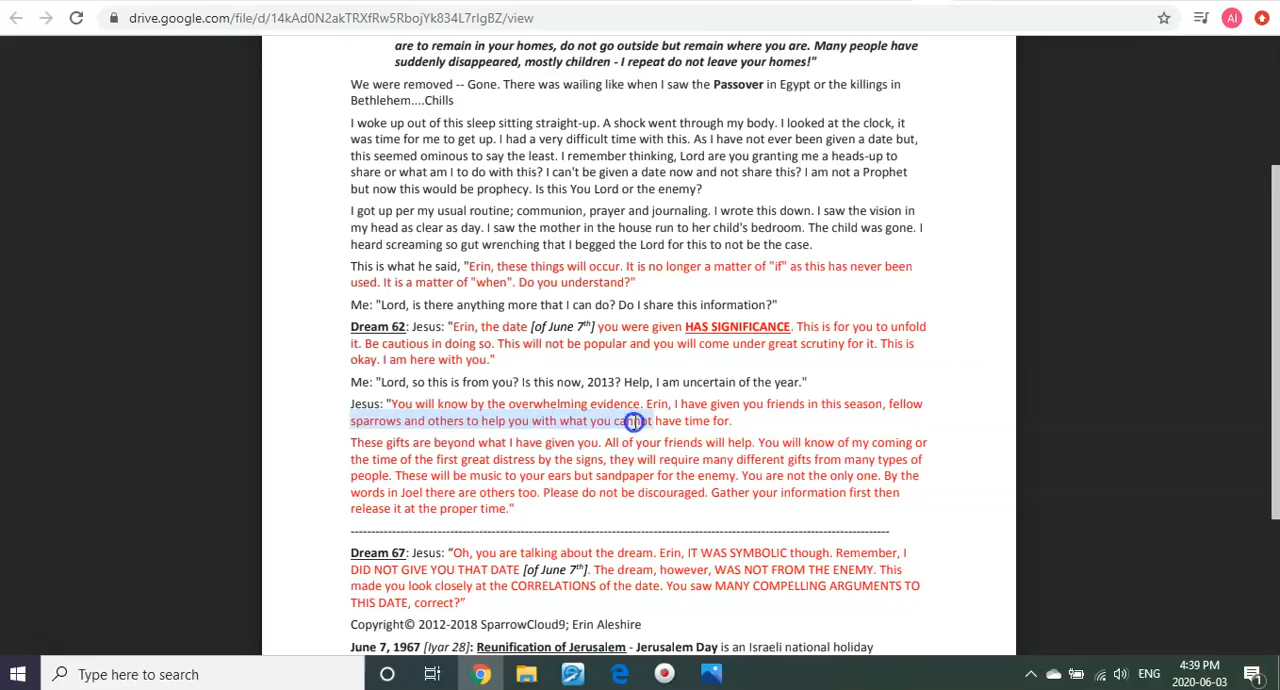 drive.google.com/file/d/14kAd0N2akTRXfRw5RbojYk834L7rIgBZ/view
AI
are to remain in your homes, do not go outside but remain where you are. Many people have
suddenly disappeared, mostly children - I repeat do not leave your homes!"
We were removed -- Gone. There was wailing like when I saw the Passover in Egypt or the killings in
Bethlehem....Chills
I woke up out of this sleep sitting straight-up. A shock went through my body. I looked at the clock, it
was time for me to get up. I had a very difficult time with this. As I have not ever been given a date but,
this seemed ominous to say the least. I remember thinking, Lord are you granting me a heads-up to
share or what am I to do with this? I can't be given a date now and not share this? I am not a Prophet
but now this would be prophecy. Is this You Lord or the enemy?
I got up per my usual routine; communion, prayer and journaling. I wrote this down. I saw the vision in
my head as clear as day. I saw the mother in the house run to her child's bedroom. The child was gone. I
heard screaming so gut wrenching that I begged the Lord for this to not be the case.
This is what he said, "Erin, these things will occur. It is no longer a matter of "if" as this has never been
used. It is a matter of "when". Do you understand?"
Me: "Lord, is there anything more that I can do? Do I share this information?"
Dream 62: Jesus: "Erin, the date [of June 7th] you were given HAS SIGNIFICANCE. This is for you to unfold
it. Be cautious in doing so. This will not be popular and you will come under great scrutiny for it. This is
okay. I am here with you."
Me: "Lord, so this is from you? Is this now, 2013? Help, I am uncertain of the year."
Jesus: "You will know by the overwhelming evidence. Erin, I have given you friends in this season, fellow
sparrows and others to help you with what you cannot have time for.
These gifts are beyond what I have given you. All of your friends will help. You will know of my coming or
the time of the first great distress by the signs, they will require many different gifts from many types of
people. These will be music to your ears but sandpaper for the enemy. You are not the only one. By the
words in Joel there are others too. Please do not be discouraged. Gather your information first then
release it at the proper time."
--------------------------------------------------------------------------------------------------------------
Dream 67: Jesus: “Oh, you are talking about the dream. Erin, IT WAS SYMBOLIC though. Remember, I
DID NOT GIVE YOU THAT DATE [of June 7th]. The dream, however, WAS NOT FROM THE ENEMY. This
made you look closely at the CORRELATIONS of the date. You saw MANY COMPELLING ARGUMENTS TO
THIS DATE, correct?”
Copyright© 2012-2018 SparrowCloud9; Erin Aleshire
June 7, 1967 [Iyar 28]: Reunification of Jerusalem - Jerusalem Day is an Israeli national holiday
Type here to search
ENG
4:39 PM
2020-06-03
1